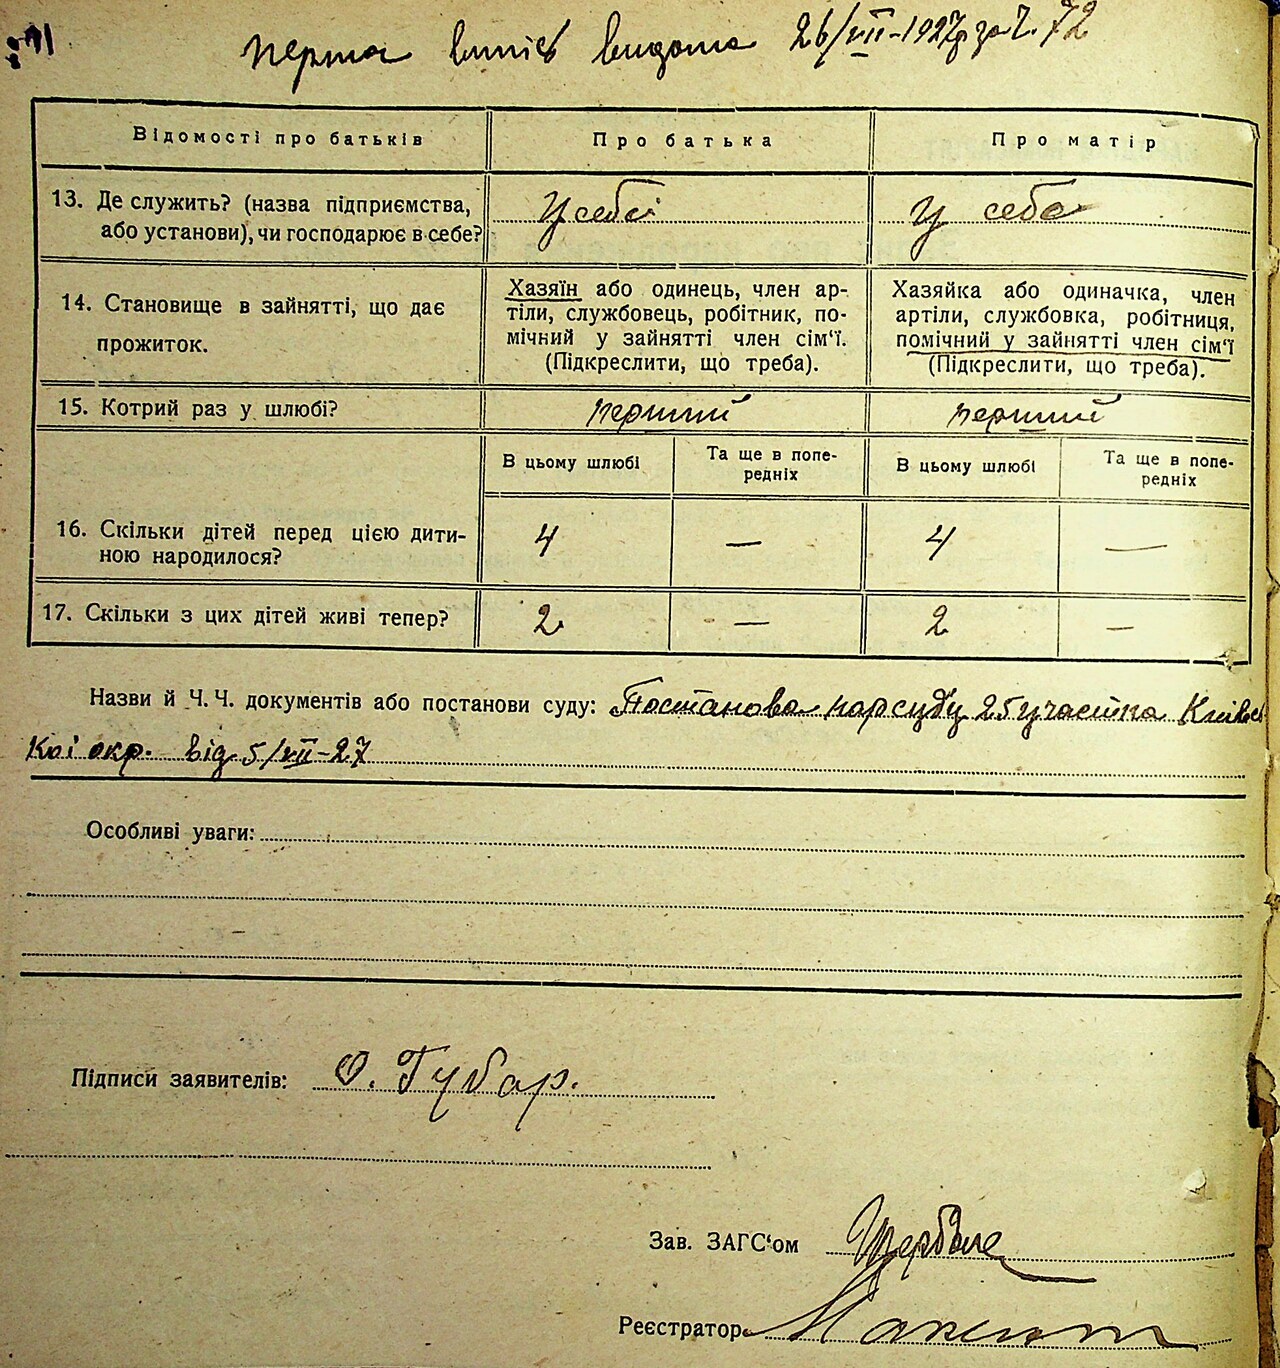 перша випись видана 26/VII-1927р за ч. 72
Відомості про батьків
Про батька
Про матір
13. Де служить? (назва підприємства, або установи), чи господарює в себе?
У себе
У себе
14. Становище в зайнятті, що дає прожиток.
Хазяїн або одинець, член ар-
тіли, службовець, робітник, по-
мічний у зайнятті член сім'ї.
(Підкреслити, що треба).
Хазяйка або одиначка, член
артіли, службовка, робітниця,
помічний у зайнятті член сім'ї
(Підкреслити, що треба).
15. Котрий раз у шлюбі?
перший
перший
В цьому шлюбі
Та ще в попе-
редніх
В цьому шлюбі
Та ще в попе-
редніх
16. Скільки дітей перед цією дити-
ною народилося?
4
—
4
—
17. Скільки з цих дітей живі тепер?
2
—
2
—
Назви й Ч. Ч. документів або постанови суду: Постанова нарсуду 25 участка Київсь
кої окр. від 5/VII-27
Особливі уваги:
Підписи заявителів: О. Губар.
Зав. ЗАГС'ом
Реєстратор